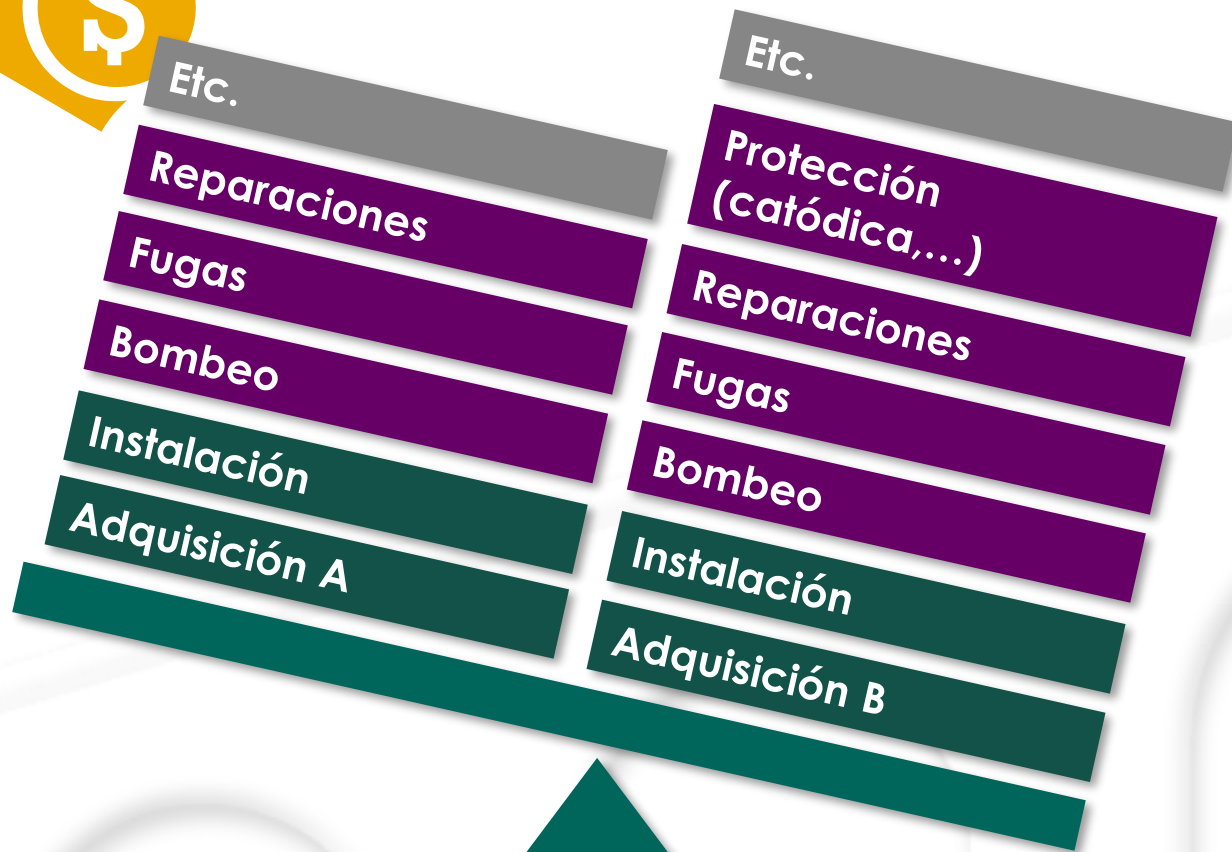 $
Etc.
Reparaciones
Fugas
Bombeo
Instalación
Adquisición A
Etc.
Protección
(catódica,...)
Reparaciones
Fugas
Bombeo
Instalación
Adquisición B